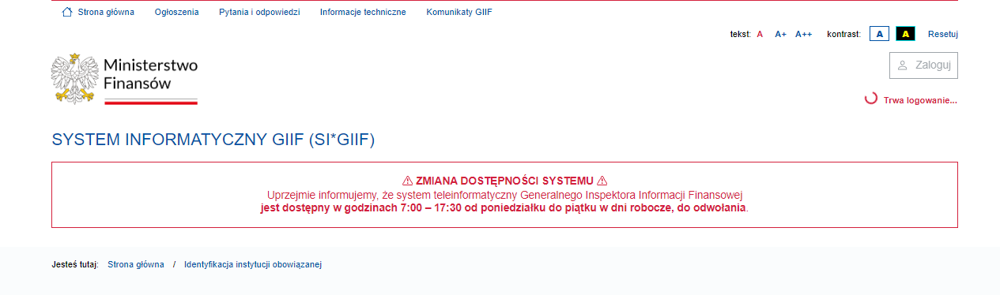 Strona główna Ogłoszenia Pytania i odpowiedzi Informacje techniczne Komunikaty GIIF
tekst: A A+ A++ kontrast: A A Resetuj
Ministerstwo
Finansów
Zaloguj
Trwa logowanie...
SYSTEM INFORMATYCZNY GIIF (SI*GIIF)
⚠ ZMIANA DOSTĘPNOŚCI SYSTEMU ⚠
Uprzejmie informujemy, że system teleinformatyczny Generalnego Inspektora Informacji Finansowej
jest dostępny w godzinach 7:00 – 17:30 od poniedziałku do piątku w dni robocze, do odwołania.
Jesteś tutaj: Strona główna / Identyfikacja instytucji obowiązanej